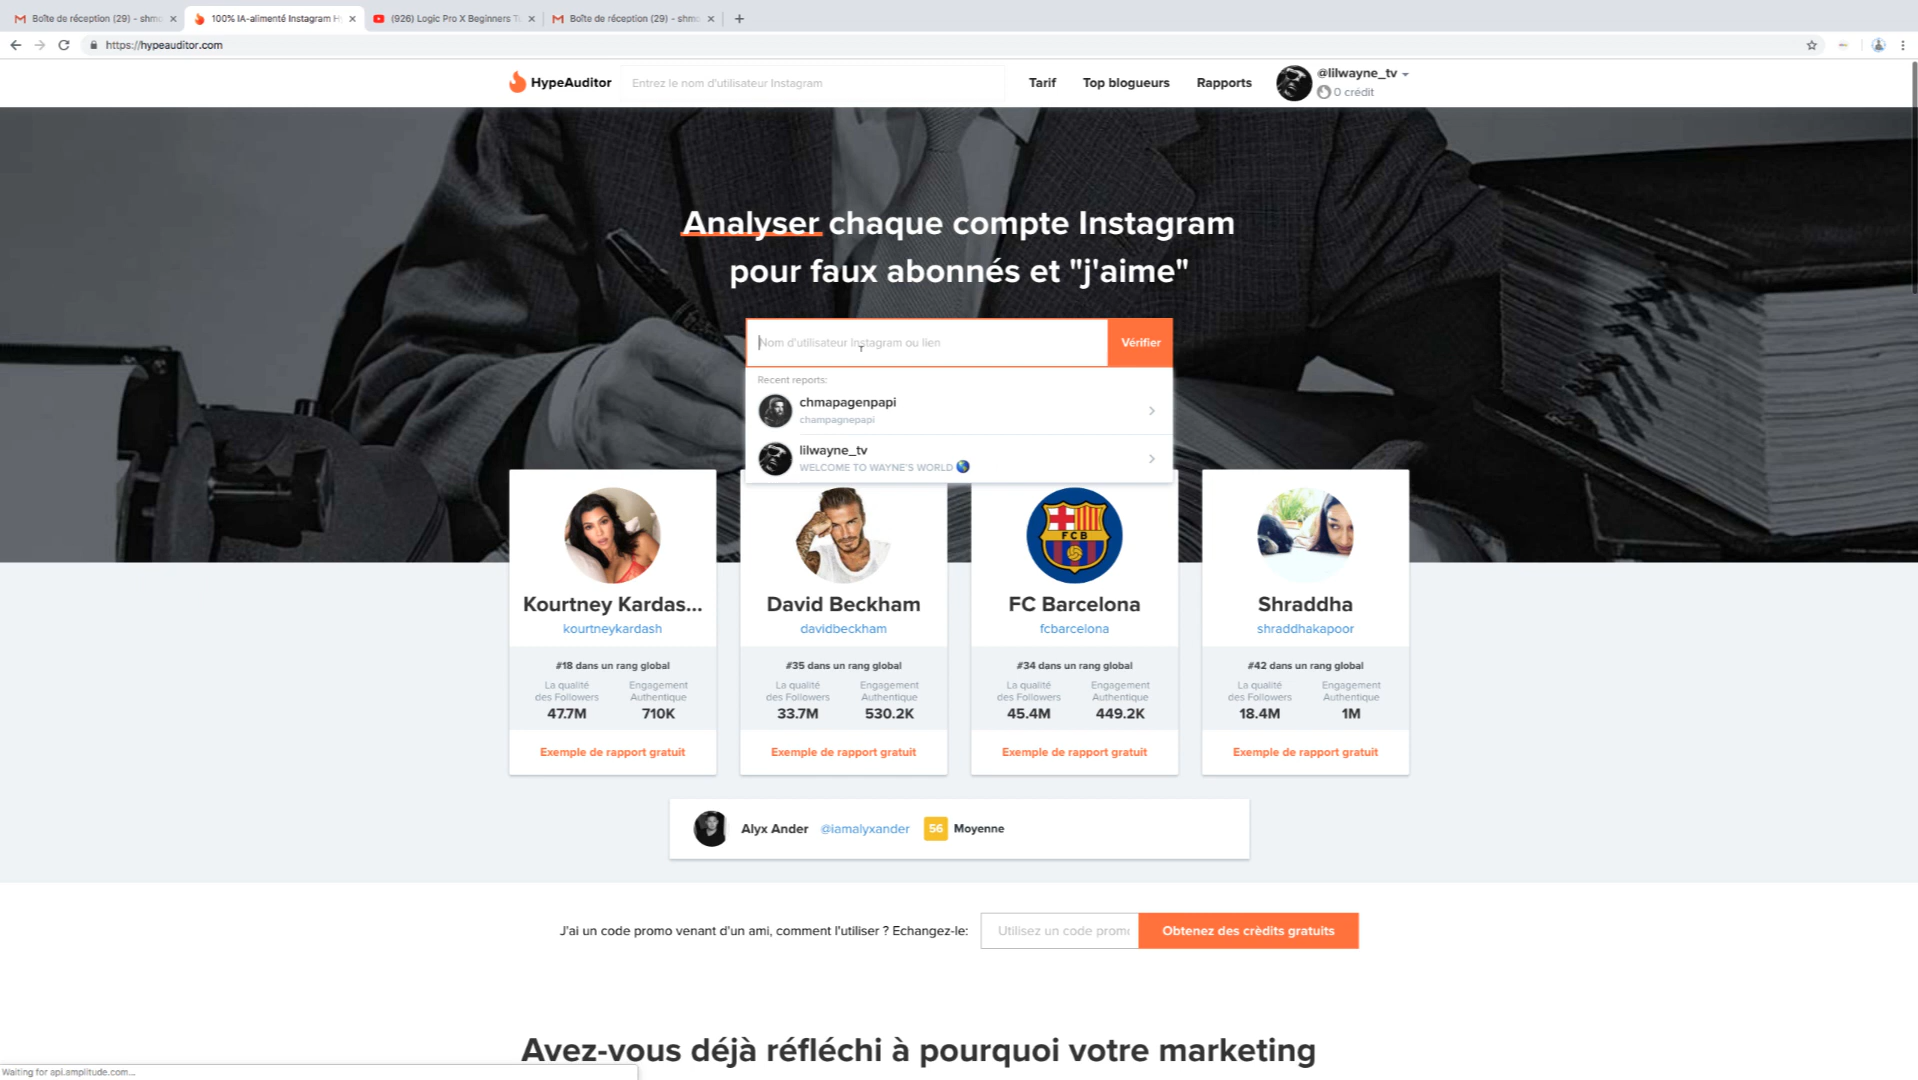 Boîte de réception (29) - shmo
100% IA-alimenté Instagram H
(926) Logic Pro X Beginners Tu
Boîte de réception (29) - shmo
https://hypeauditor.com
HypeAuditor
Entrez le nom d'utilisateur Instagram
Tarif
Top blogueurs
Rapports
@lilwayne_tv
0 crédit
Analyser chaque compte Instagram
pour faux abonnés et "j'aime"
Nom d'utilisateur Instagram ou lien
Vérifier
Recent reports:
chmapagenpapi
champagnepapi
lilwayne_tv
WELCOME TO WAYNE'S WORLD 🌎
FCB
Kourtney Kardas...
kourtneykardash
#18 dans un rang global
La qualité
des Followers
47.7M
Engagement
Authentique
710K
Exemple de rapport gratuit
David Beckham
davidbeckham
#35 dans un rang global
La qualité
des Followers
33.7M
Engagement
Authentique
530.2K
Exemple de rapport gratuit
FC Barcelona
fcbarcelona
#34 dans un rang global
La qualité
des Followers
45.4M
Engagement
Authentique
449.2K
Exemple de rapport gratuit
Shraddha
shraddhakapoor
#42 dans un rang global
La qualité
des Followers
18.4M
Engagement
Authentique
1M
Exemple de rapport gratuit
Alyx Ander @iamalyxander 56 Moyenne
J'ai un code promo venant d'un ami, comment l'utiliser ? Echangez-le:
Utilisez un code promo
Obtenez des crèdits gratuits
Avez-vous déjà réfléchi à pourquoi votre marketing
Waiting for api.amplitude.com...